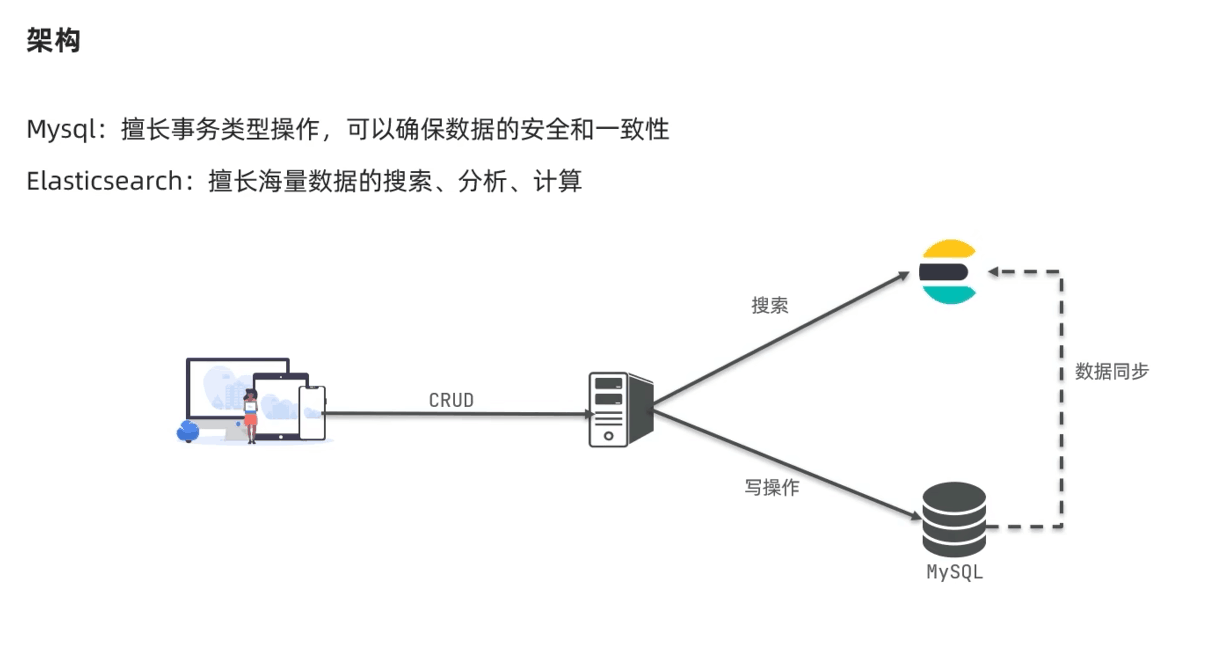 架构
Mysql：擅长事务类型操作，可以确保数据的安全和一致性
Elasticsearch：擅长海量数据的搜索、分析、计算
搜索
数据同步
CRUD
写操作
MySQL